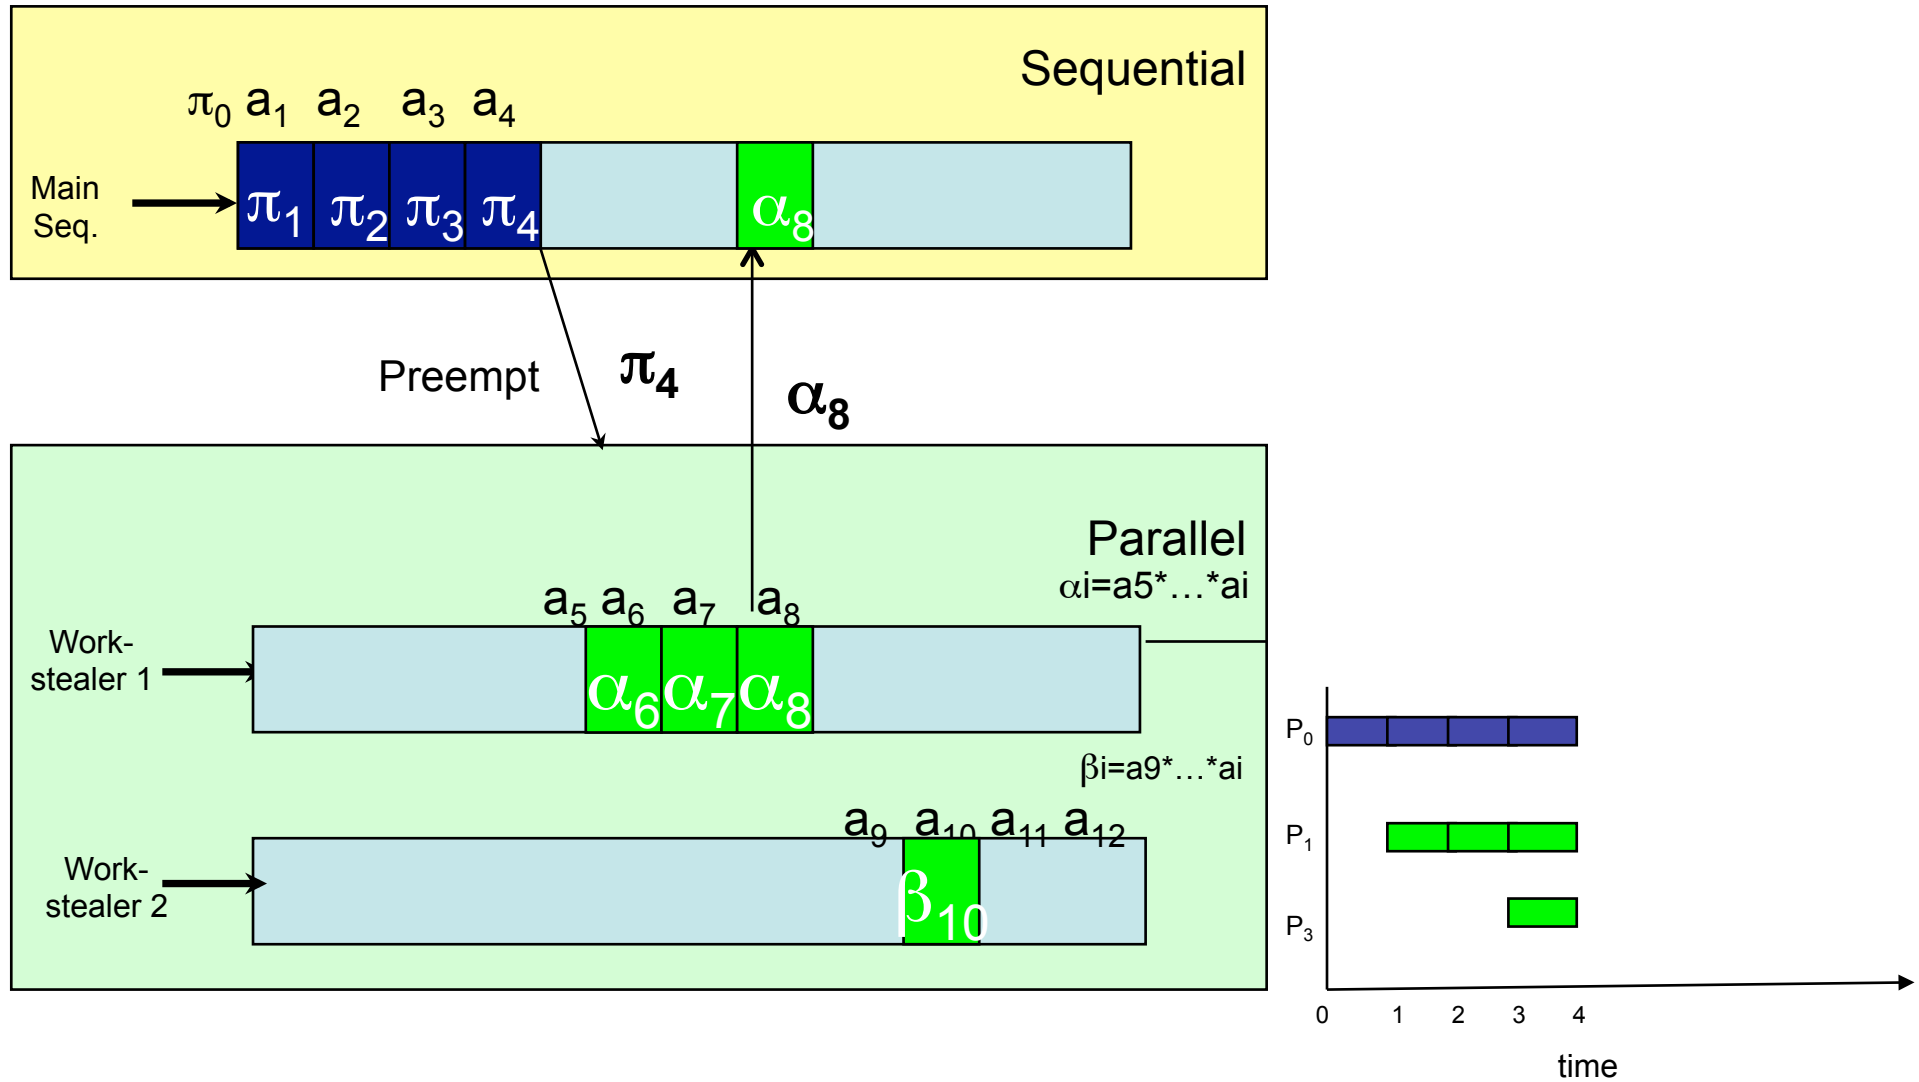 Sequential
π0 a1 a2 a3 a4
Main
Seq.
π1 π2 π3 π4 α8
Preempt
π4
α8
Parallel
αi=a5*…*ai
a5 a6 a7 a8
Work-
stealer 1
α6 α7 α8
βi=a9*…*ai
a9 a10 a11 a12
Work-
stealer 2
β10
P0
P1
P3
0 1 2 3 4
time